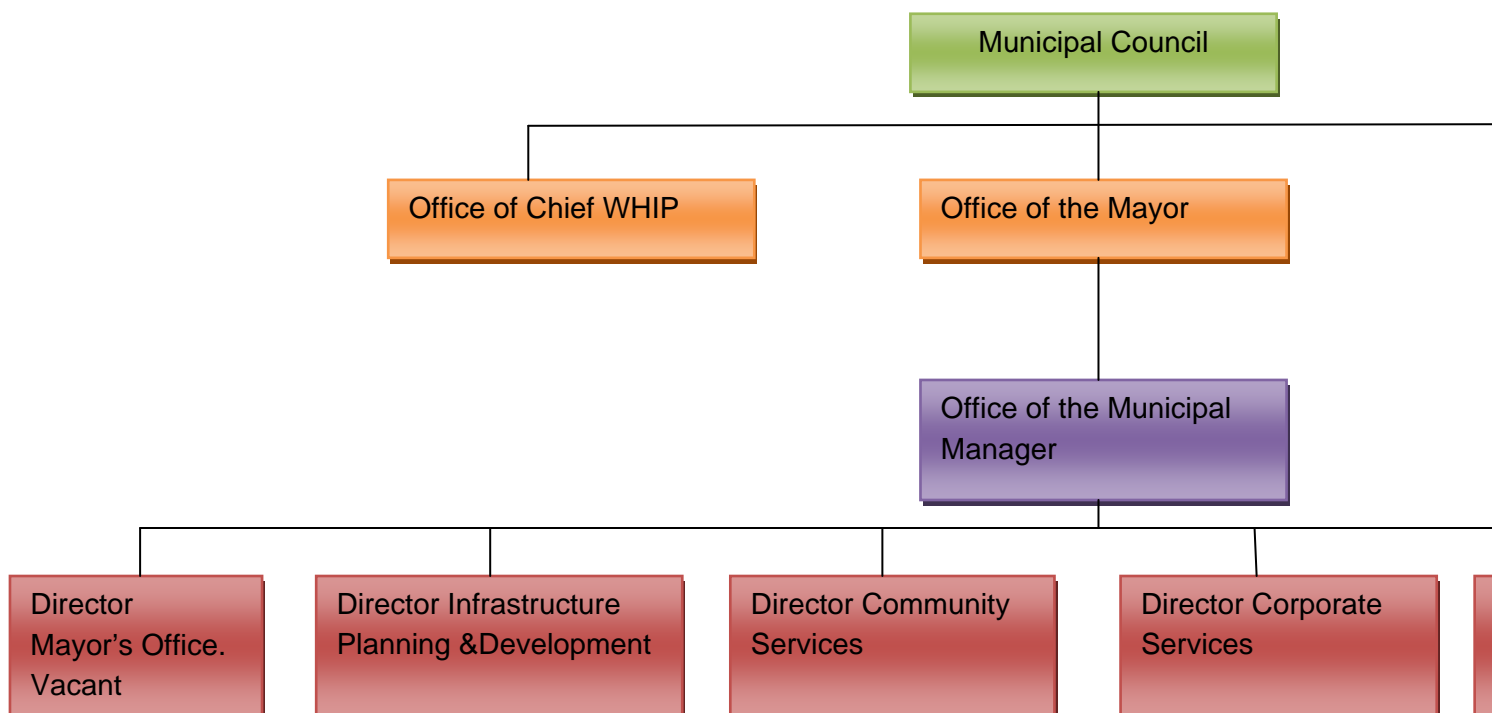 Municipal Council
Office of Chief WHIP
Office of the Mayor
Office of the Municipal
Manager
Director
Mayor’s Office.
Vacant
Director Infrastructure
Planning &Development
Director Community
Services
Director Corporate
Services